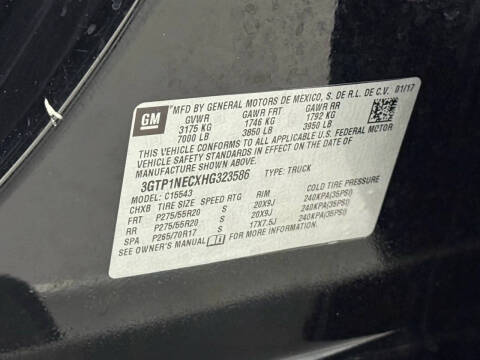 GM
MFD BY GENERAL MOTORS DE MEXICO, S. DE R.L. DE C.V. 01/17
GVWR GAWR FRT GAWR RR
3175 KG 1746 KG 1792 KG
7000 LB 3850 LB 3950 LB
THIS VEHICLE CONFORMS TO ALL APPLICABLE U.S. FEDERAL MOTOR
VEHICLE SAFETY STANDARDS IN EFFECT ON THE DATE OF
MANUFACTURE SHOWN ABOVE.
3GTP1NECXHG323586 TYPE: TRUCK
MODEL: C15543
CHXB TIRE SIZE SPEED RTG RIM COLD TIRE PRESSURE
FRT P275/55R20 S 20X9J 240KPA(35PSI)
RR P275/55R20 S 20X9J 240KPA(35PSI)
SPA P265/70R17 S 17X7.5J 240KPA(35PSI)
SEE OWNER'S MANUAL FOR MORE INFORMATION.